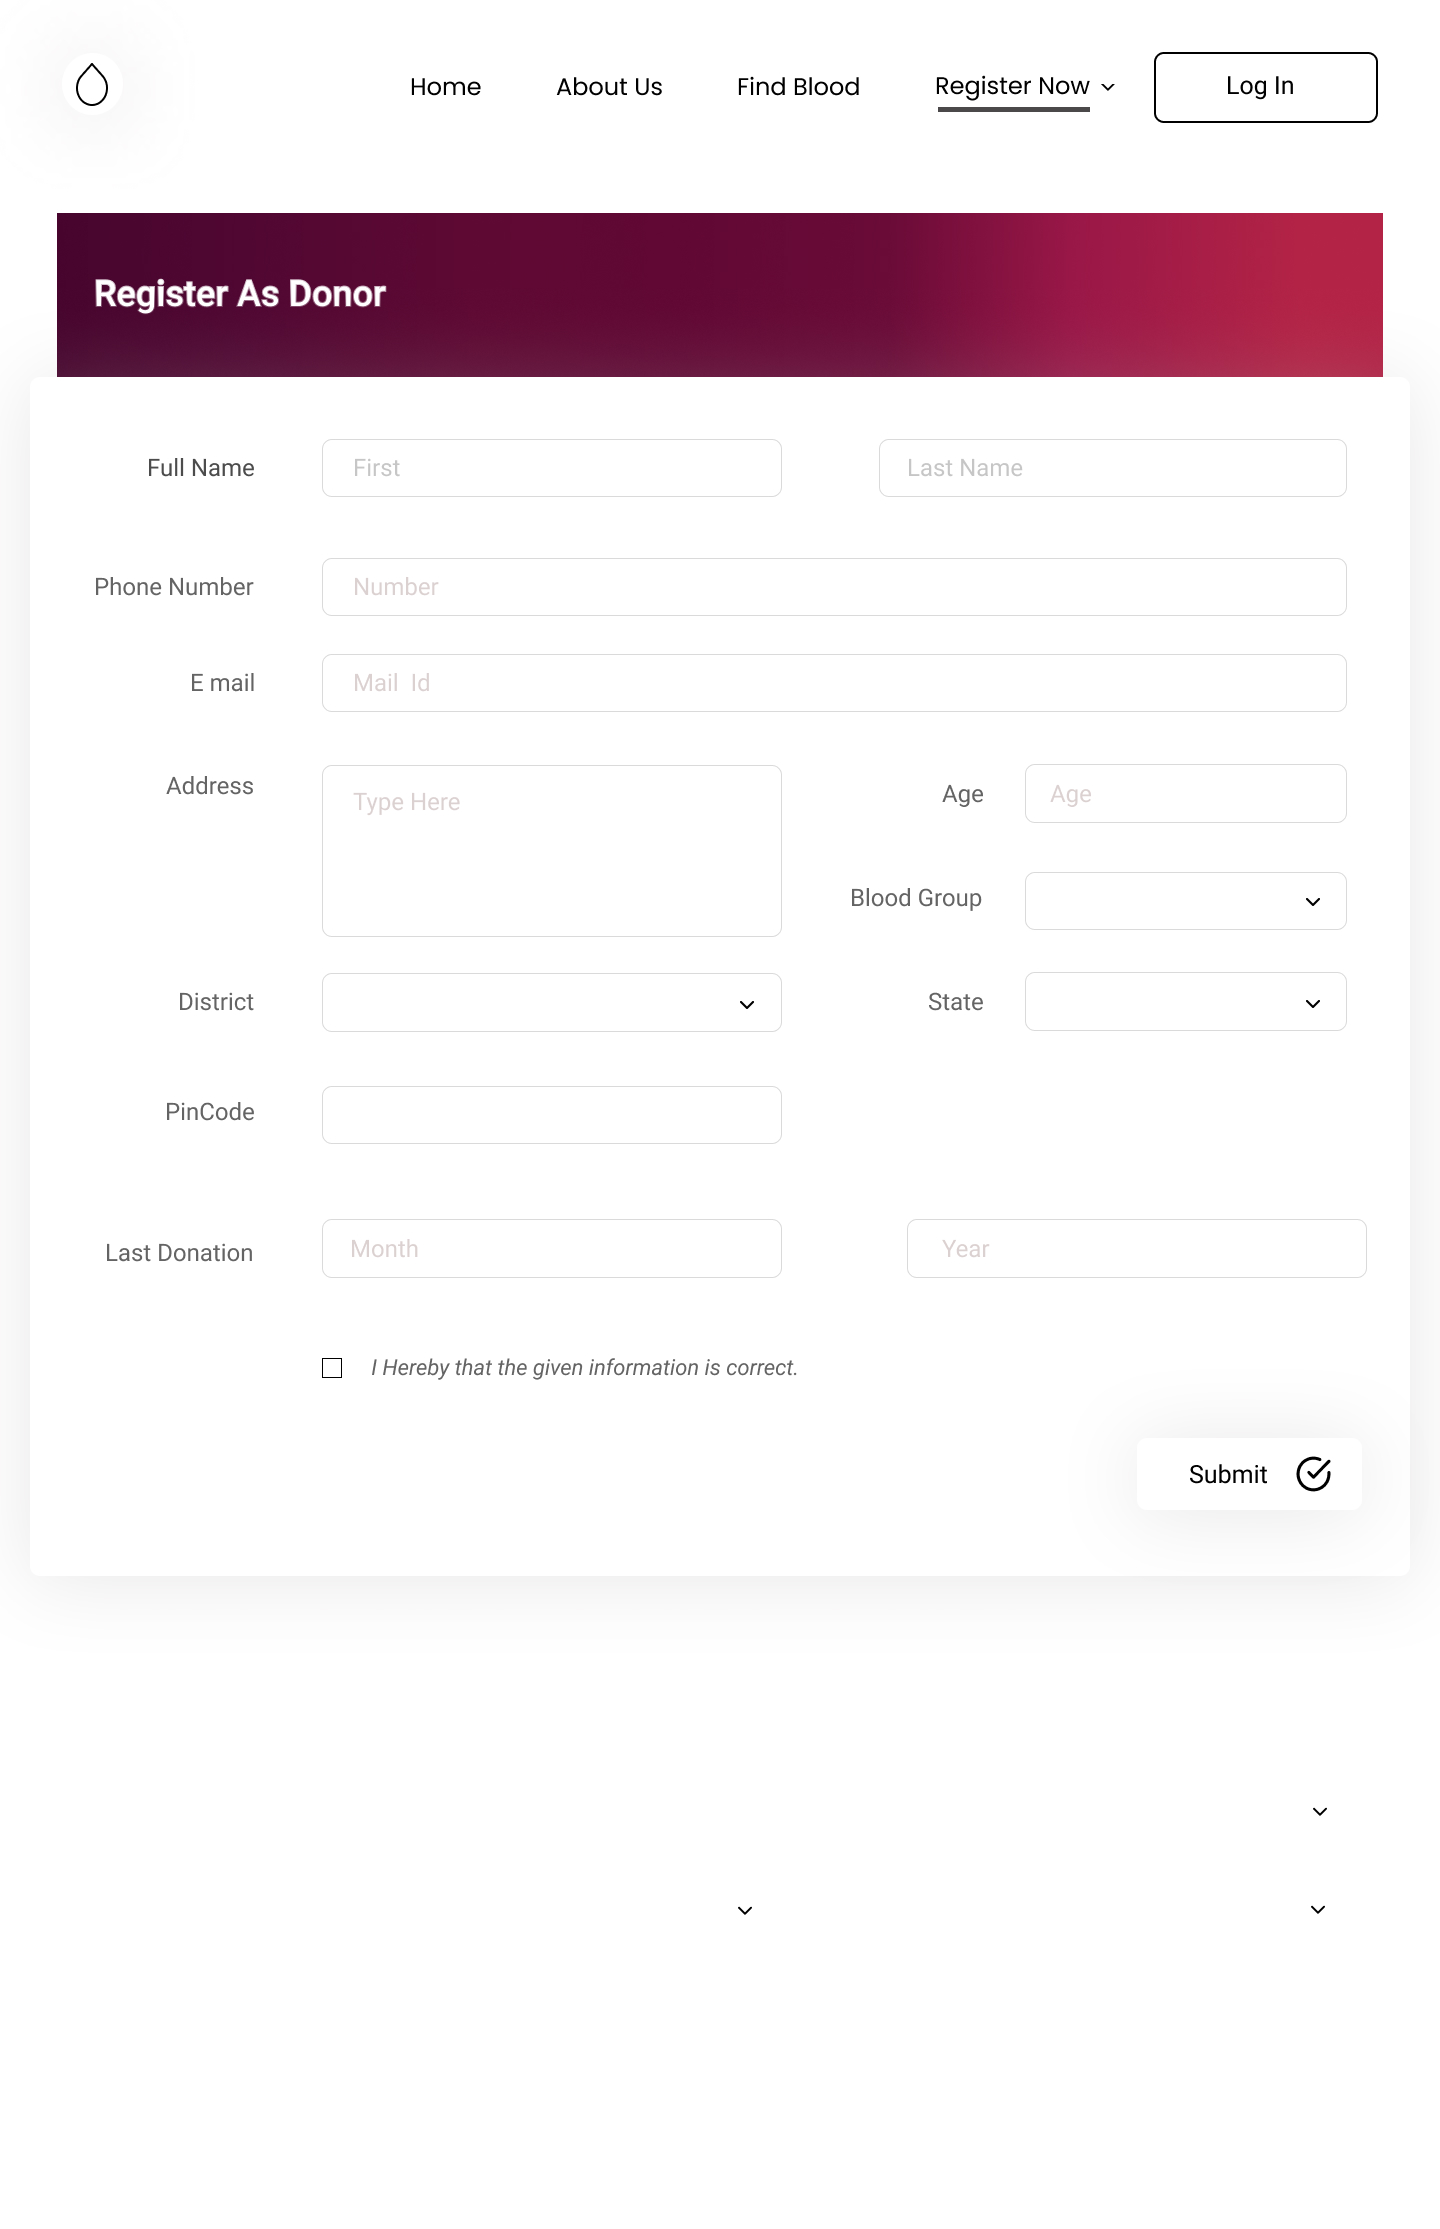 Home About Us Find Blood Register Now Log In
Register As Donor
Full Name First Last Name
Phone Number Number
E mail Mail Id
Address Type Here Age Age
Blood Group
District State
PinCode
Last Donation Month Year
I Hereby that the given information is correct.
Submit